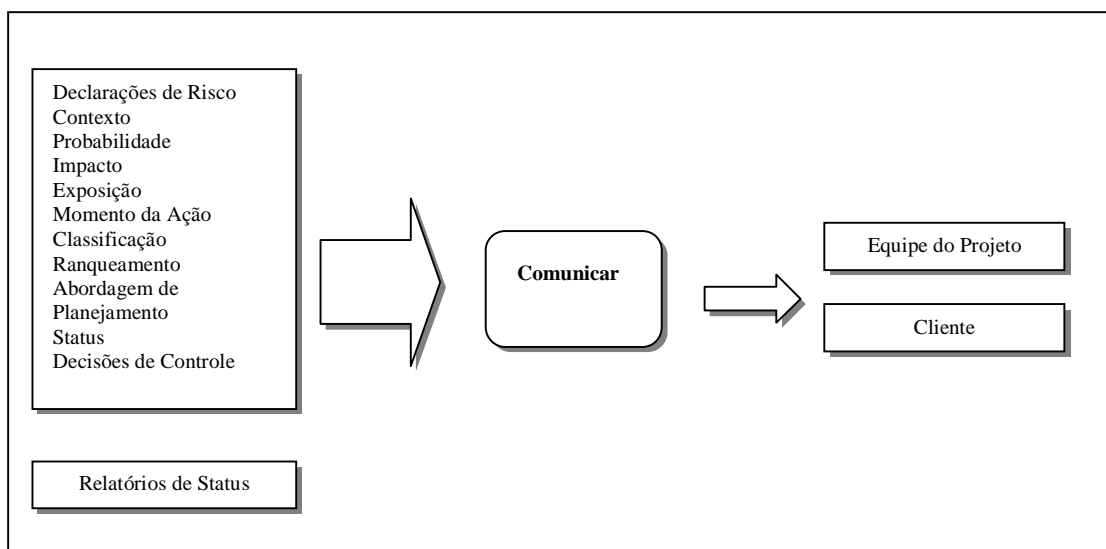 Declarações de Risco
Contexto
Probabilidade
Impacto
Exposição
Momento da Ação
Classificação
Ranqueamento
Abordagem de
Planejamento
Status
Decisões de Controle
Relatórios de Status
Comunicar
Equipe do Projeto
Cliente